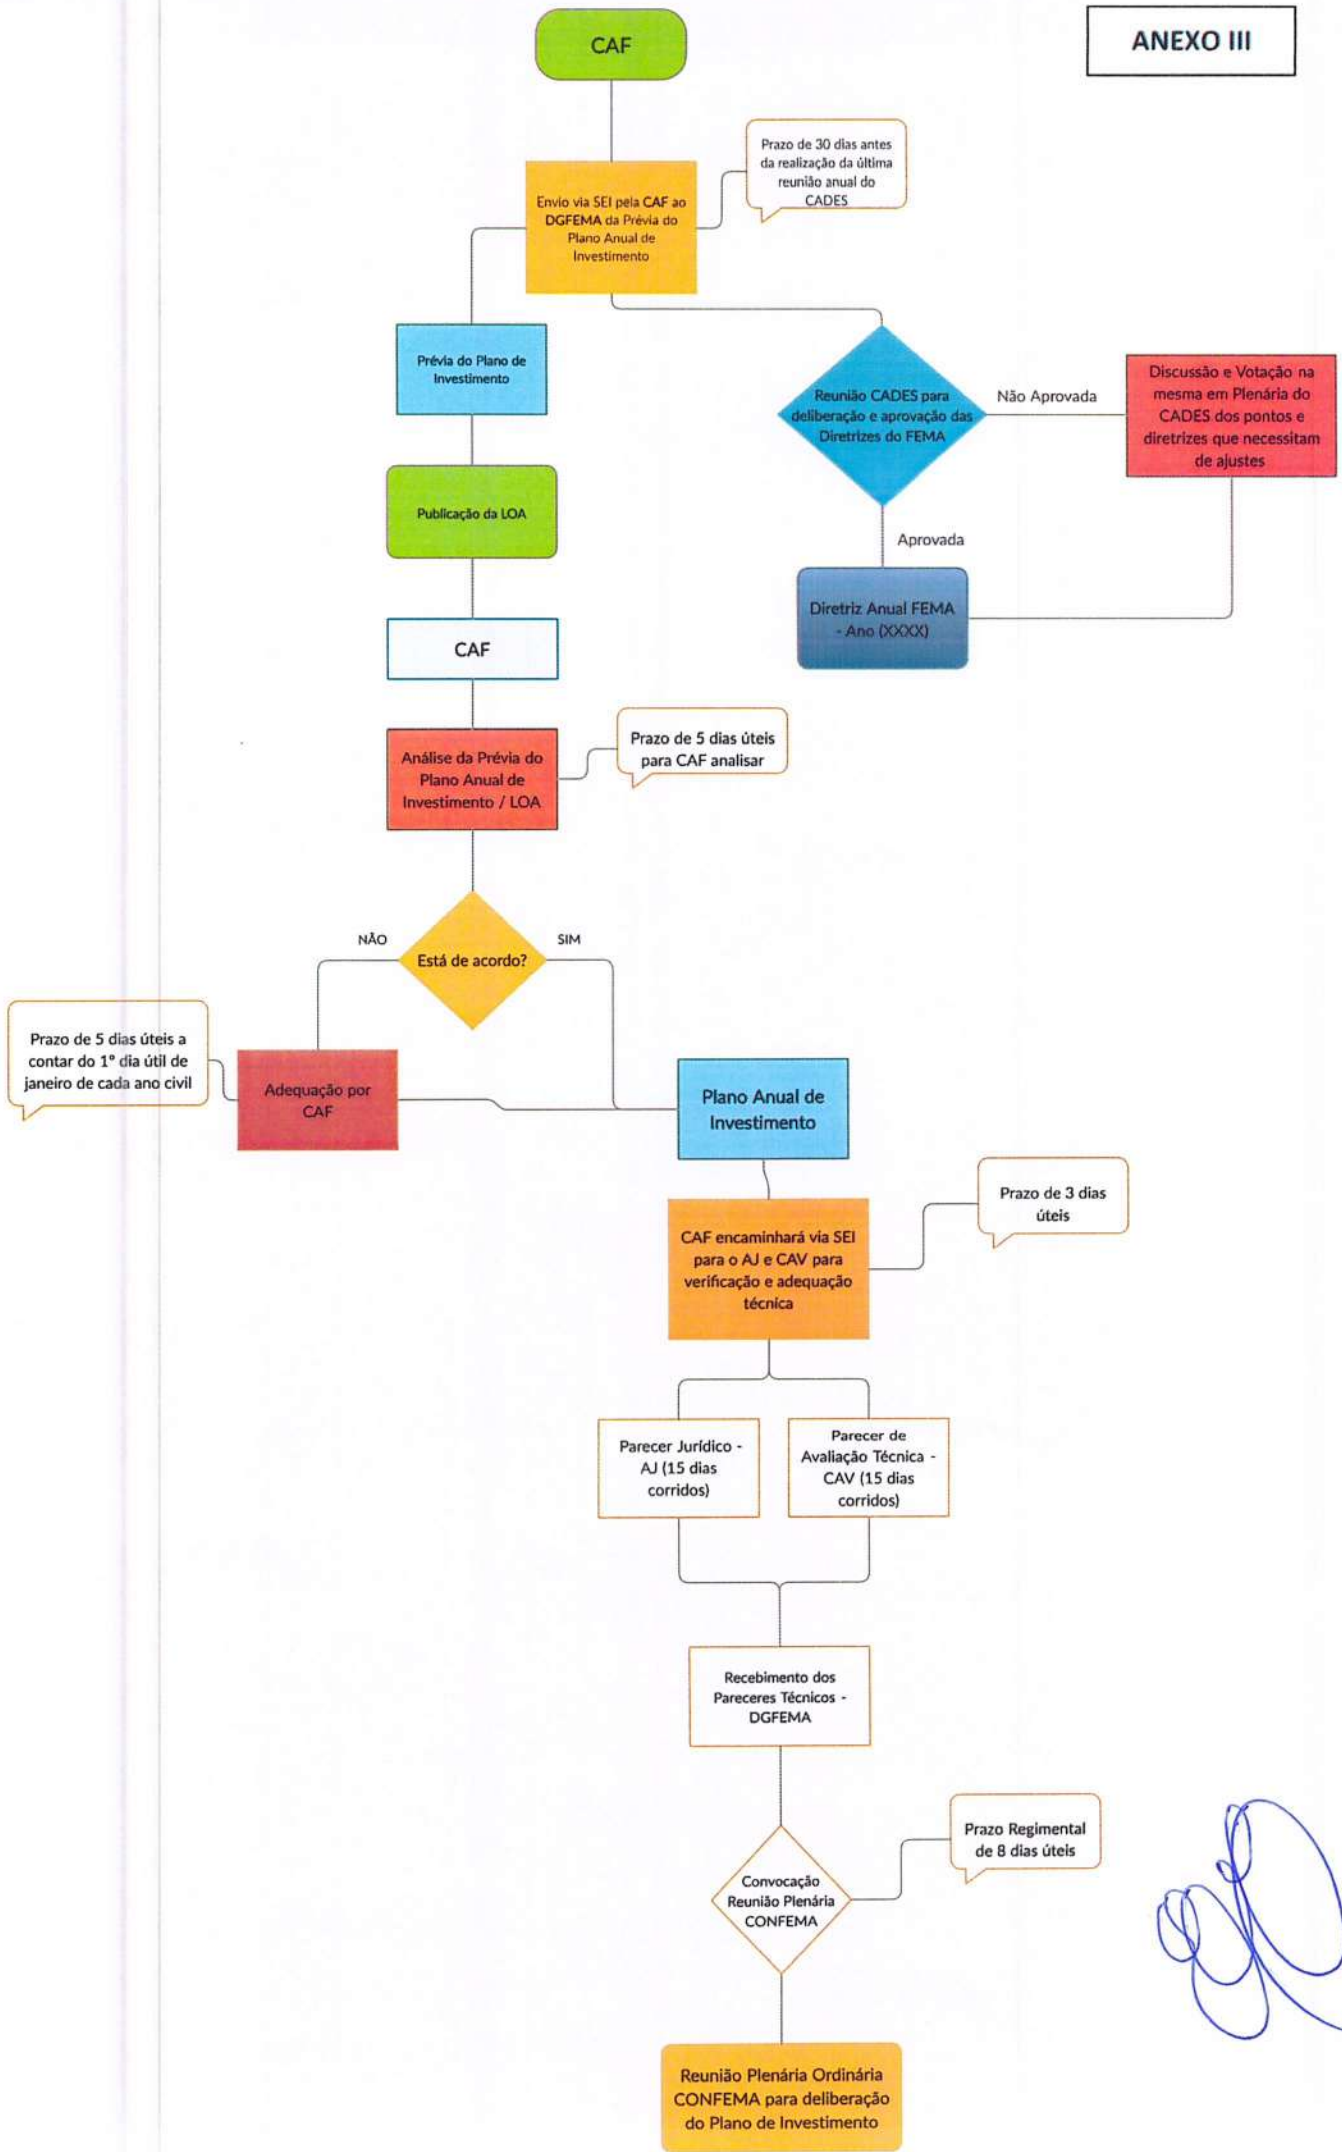 ANEXO III
CAF
Prazo de 30 dias antes
da realização da última
reunião anual do
CADES
Envio via SEI pela CAF ao
DGFEMA da Prévia do
Plano Anual de
Investimento
Prévia do Plano de
Investimento
Reunião CADES para
deliberação e aprovação das
Diretrizes do FEMA
Não Aprovada
Discussão e Votação na
mesma em Plenária do
CADES dos pontos e
diretrizes que necessitam
de ajustes
Publicação da LOA
Aprovada
Diretriz Anual FEMA
- Ano (XXXX)
CAF
Análise da Prévia do
Plano Anual de
Investimento / LOA
Prazo de 5 dias úteis
para CAF analisar
NÃO
SIM
Está de acordo?
Prazo de 5 dias úteis a
contar do 1º dia útil de
janeiro de cada ano civil
Adequação por
CAF
Plano Anual de
Investimento
CAF encaminhará via SEI
para o AJ e CAV para
verificação e adequação
técnica
Prazo de 3 dias
úteis
Parecer Jurídico -
AJ (15 dias
corridos)
Parecer de
Avaliação Técnica -
CAV (15 dias
corridos)
Recebimento dos
Pareceres Técnicos -
DGFEMA
Convocação
Reunião Plenária
CONFEMA
Prazo Regimental
de 8 dias úteis
Reunião Plenária Ordinária
CONFEMA para deliberação
do Plano de Investimento